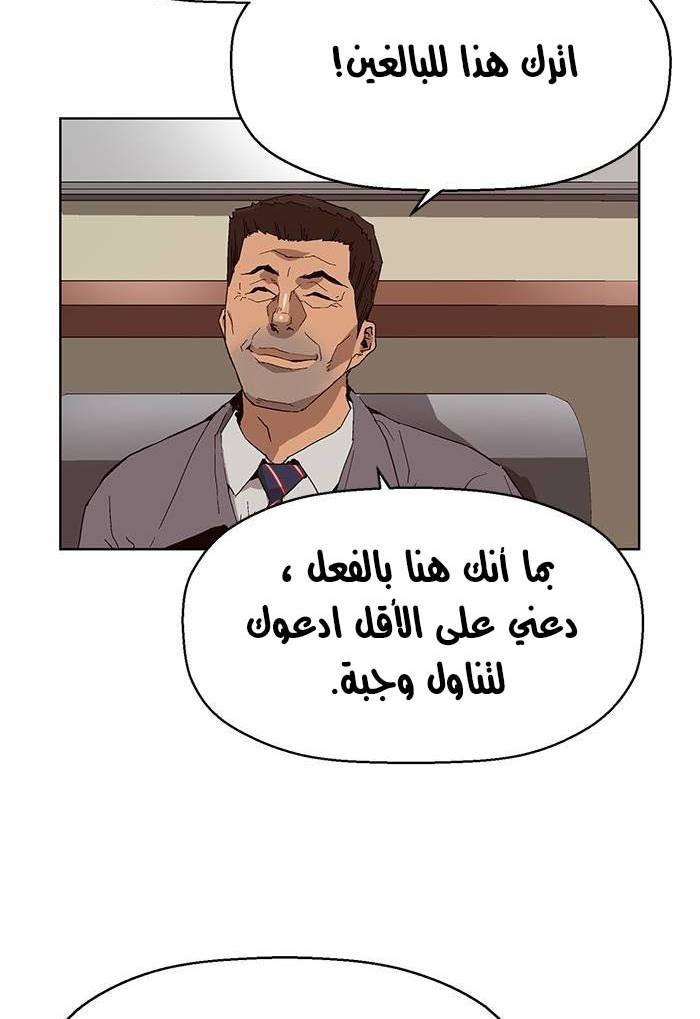 اترك هذا للبالغين!
بما أنك هنا بالفعل ،
دعني على الأقل ادعوك
لتناول وجبة.